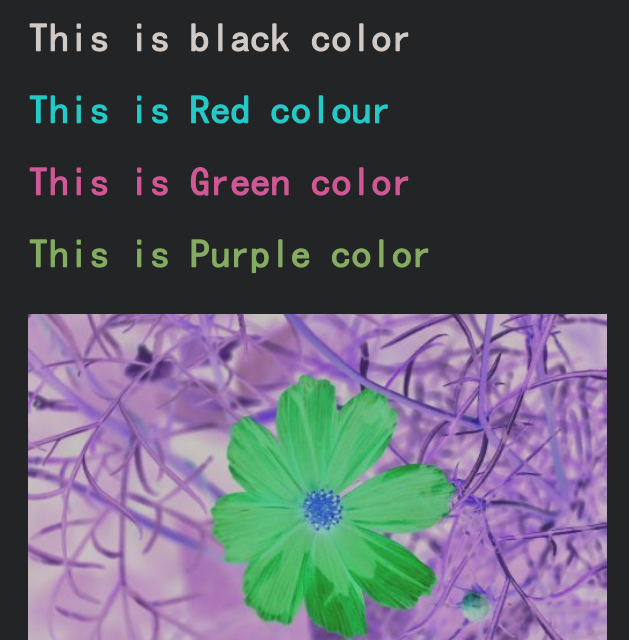 This is black color
This is Red colour
This is Green color
This is Purple color